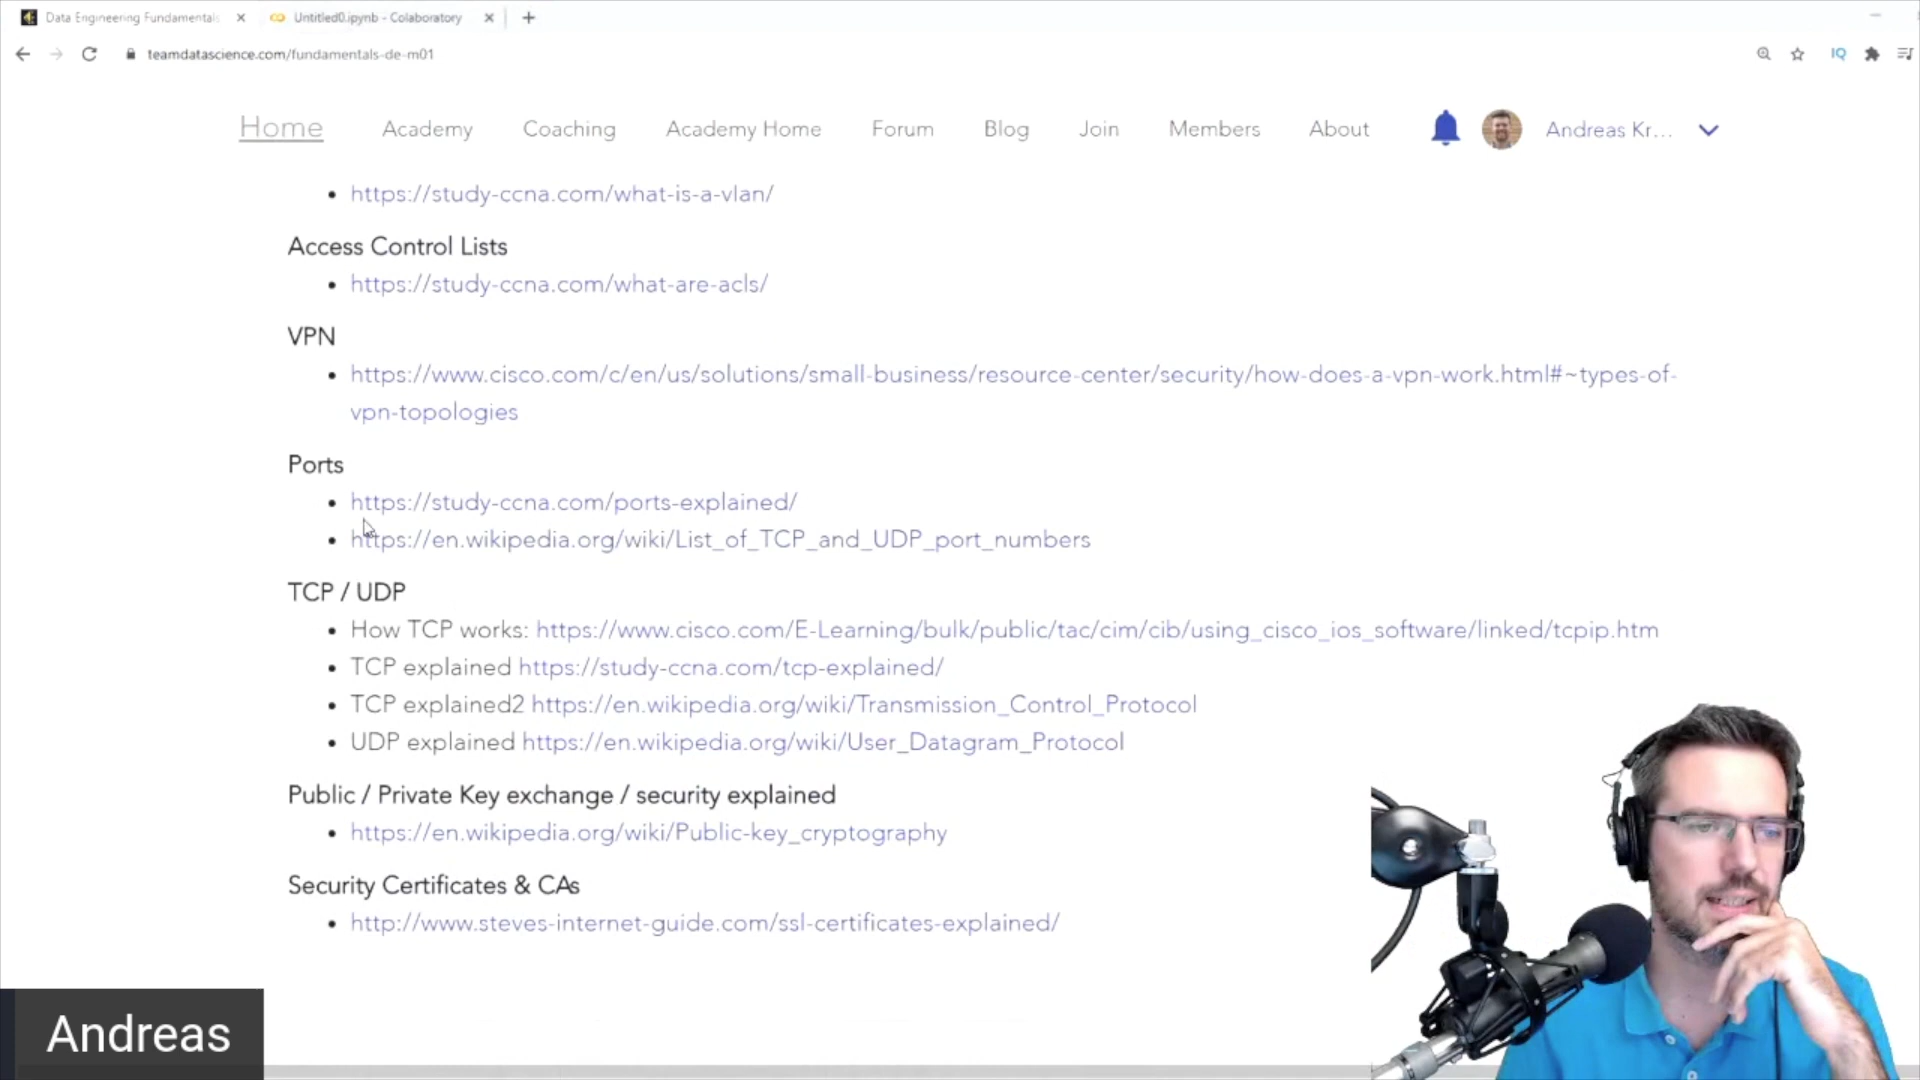 Data Engineering Fundamentals
Untitled0.ipynb - Colaboratory
teamdatascience.com/fundamentals-de-m01
IQ
Home Academy Coaching Academy Home Forum Blog Join Members About Andreas Kr...
https://study-ccna.com/what-is-a-vlan/
Access Control Lists
https://study-ccna.com/what-are-acls/
VPN
https://www.cisco.com/c/en/us/solutions/small-business/resource-center/security/how-does-a-vpn-work.html#~types-of-
vpn-topologies
Ports
https://study-ccna.com/ports-explained/
https://en.wikipedia.org/wiki/List_of_TCP_and_UDP_port_numbers
TCP / UDP
How TCP works: https://www.cisco.com/E-Learning/bulk/public/tac/cim/cib/using_cisco_ios_software/linked/tcpip.htm
TCP explained https://study-ccna.com/tcp-explained/
TCP explained2 https://en.wikipedia.org/wiki/Transmission_Control_Protocol
UDP explained https://en.wikipedia.org/wiki/User_Datagram_Protocol
Public / Private Key exchange / security explained
https://en.wikipedia.org/wiki/Public-key_cryptography
Security Certificates & CAs
http://www.steves-internet-guide.com/ssl-certificates-explained/
Andreas